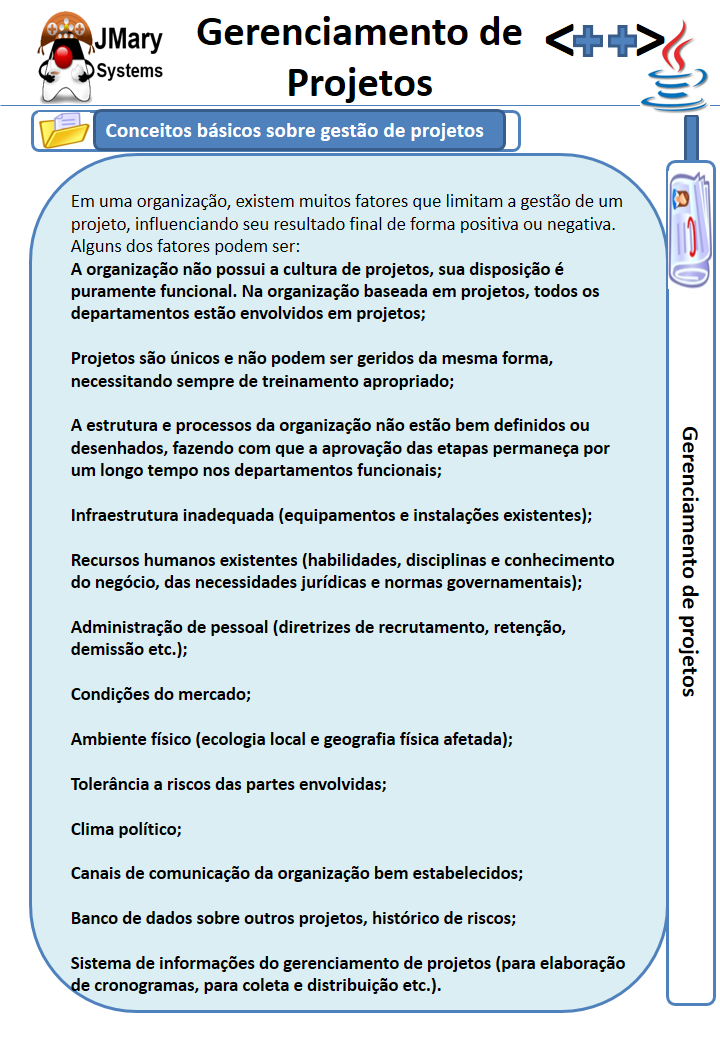 JMary
Systems
Gerenciamento de
Projetos
<++>
Conceitos básicos sobre gestão de projetos
Em uma organização, existem muitos fatores que limitam a gestão de um
projeto, influenciando seu resultado final de forma positiva ou negativa.
Alguns dos fatores podem ser:
A organização não possui a cultura de projetos, sua disposição é
puramente funcional. Na organização baseada em projetos, todos os
departamentos estão envolvidos em projetos;
Projetos são únicos e não podem ser geridos da mesma forma,
necessitando sempre de treinamento apropriado;
A estrutura e processos da organização não estão bem definidos ou
desenhados, fazendo com que a aprovação das etapas permaneça por
um longo tempo nos departamentos funcionais;
Infraestrutura inadequada (equipamentos e instalações existentes);
Recursos humanos existentes (habilidades, disciplinas e conhecimento
do negócio, das necessidades jurídicas e normas governamentais);
Administração de pessoal (diretrizes de recrutamento, retenção,
demissão etc.);
Condições do mercado;
Ambiente físico (ecologia local e geografia física afetada);
Tolerância a riscos das partes envolvidas;
Clima político;
Canais de comunicação da organização bem estabelecidos;
Banco de dados sobre outros projetos, histórico de riscos;
Sistema de informações do gerenciamento de projetos (para elaboração
de cronogramas, para coleta e distribuição etc.).
Gerenciamento de projetos